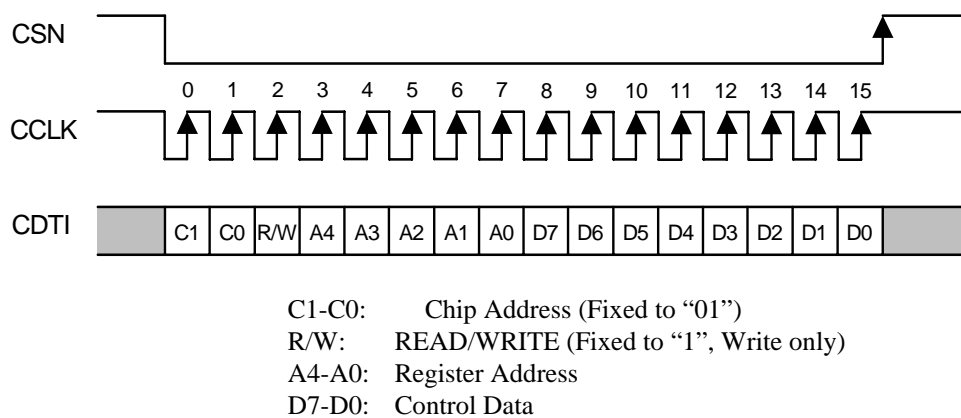 CSN
0 1 2 3 4 5 6 7 8 9 10 11 12 13 14 15
CCLK
CDTI C1 C0 R/W A4 A3 A2 A1 A0 D7 D6 D5 D4 D3 D2 D1 D0
C1-C0: Chip Address (Fixed to “01”)
R/W: READ/WRITE (Fixed to “1”, Write only)
A4-A0: Register Address
D7-D0: Control Data